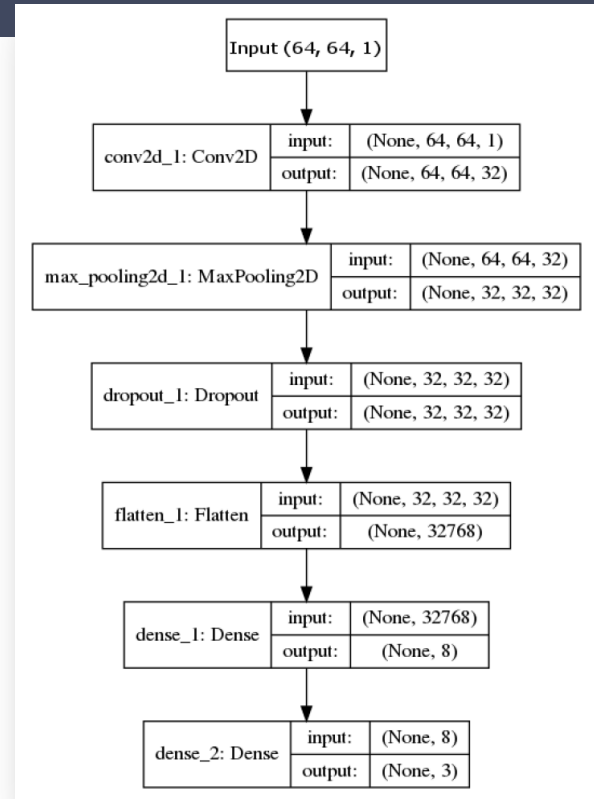 Input (64, 64, 1)
conv2d_1: Conv2D
input: (None, 64, 64, 1)
output: (None, 64, 64, 32)
max_pooling2d_1: MaxPooling2D
input: (None, 64, 64, 32)
output: (None, 32, 32, 32)
dropout_1: Dropout
input: (None, 32, 32, 32)
output: (None, 32, 32, 32)
flatten_1: Flatten
input: (None, 32, 32, 32)
output: (None, 32768)
dense_1: Dense
input: (None, 32768)
output: (None, 8)
dense_2: Dense
input: (None, 8)
output: (None, 3)